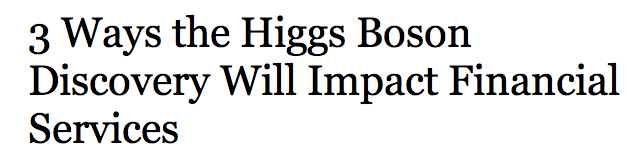 3 Ways the Higgs Boson
Discovery Will Impact Financial
Services